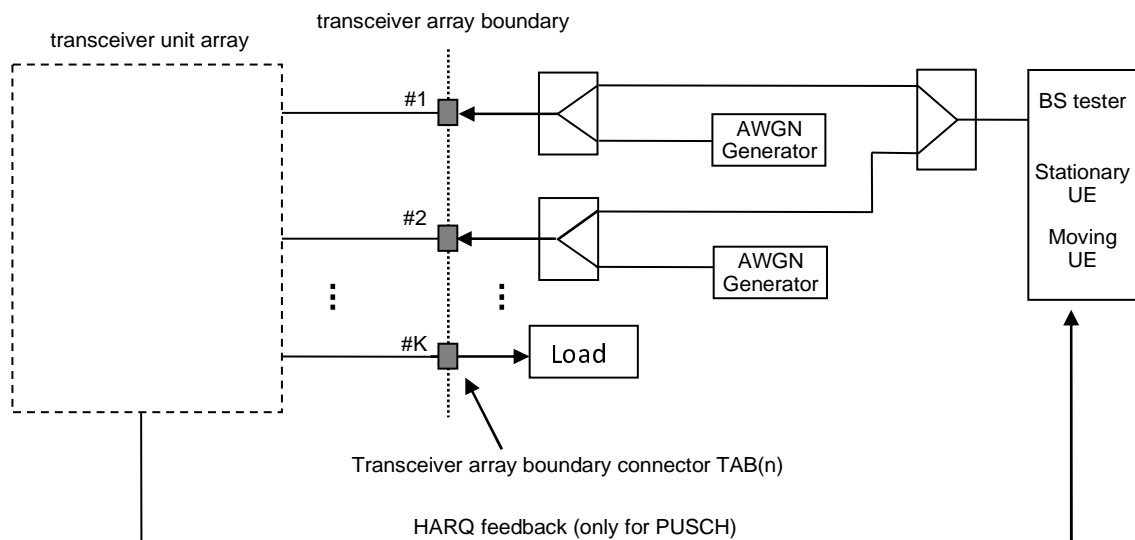 transceiver array boundary
transceiver unit array
#1
AWGN
Generator
BS tester
Stationary
UE
Moving
UE
#2
AWGN
Generator
#K
Load
Transceiver array boundary connector TAB(n)
HARQ feedback (only for PUSCH)